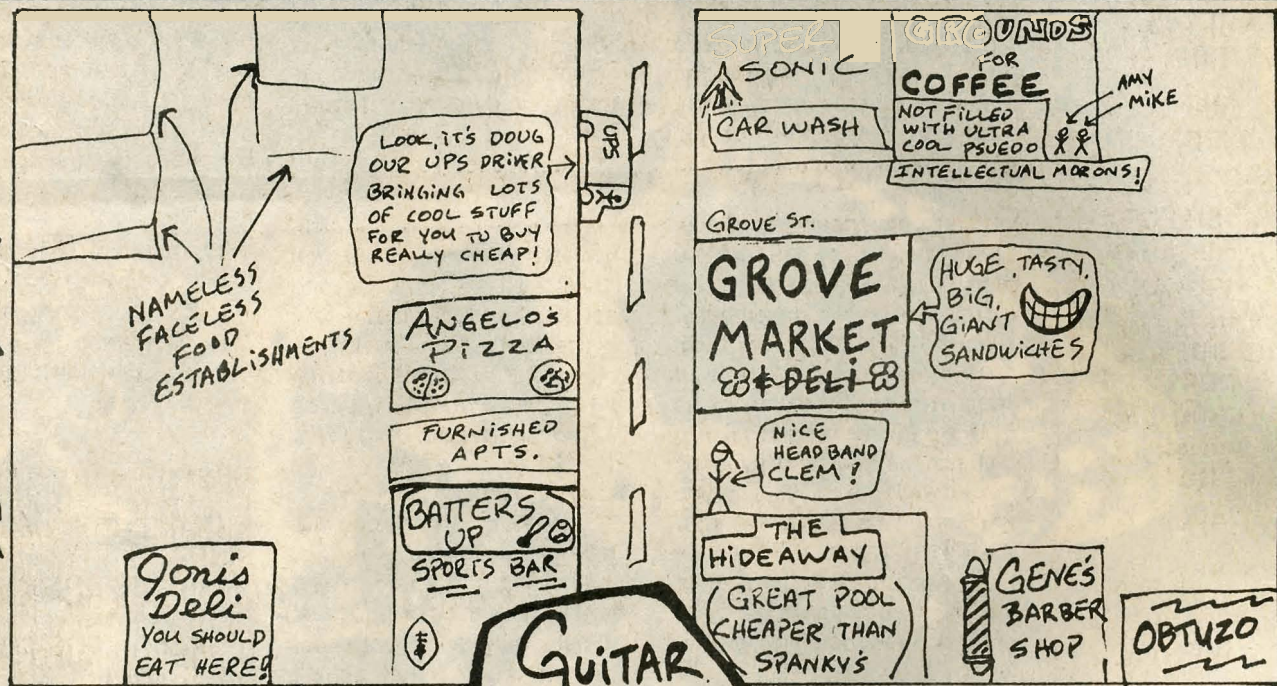 NAMELESS
FACELESS
FOOD
ESTABLISHMENTS
LOOK, IT'S DOUG
OUR UPS DRIVER
BRINGING LOTS
OF COOL STUFF
FOR YOU TO BUY
REALLY CHEAP!
UPS
ANGELO'S
PIZZA
FURNISHED
APTS.
BATTERS
UP
SPORTS BAR
Joni's
Deli
YOU SHOULD
EAT HERE!
GUITAR
SUPER
SONIC
CAR WASH
GROUNDS
FOR
COFFEE
NOT FILLED
WITH ULTRA
COOL PSUEDO
INTELLECTUAL MORONS!
AMY
MIKE
GROVE ST.
GROVE
MARKET
& DELI
HUGE, TASTY,
BIG,
GIANT
SANDWICHES
NICE
HEADBAND
CLEM!
THE
HIDEAWAY
(GREAT POOL
CHEAPER THAN
SPANKY'S)
GENE'S
BARBER
SHOP
OBTUZO